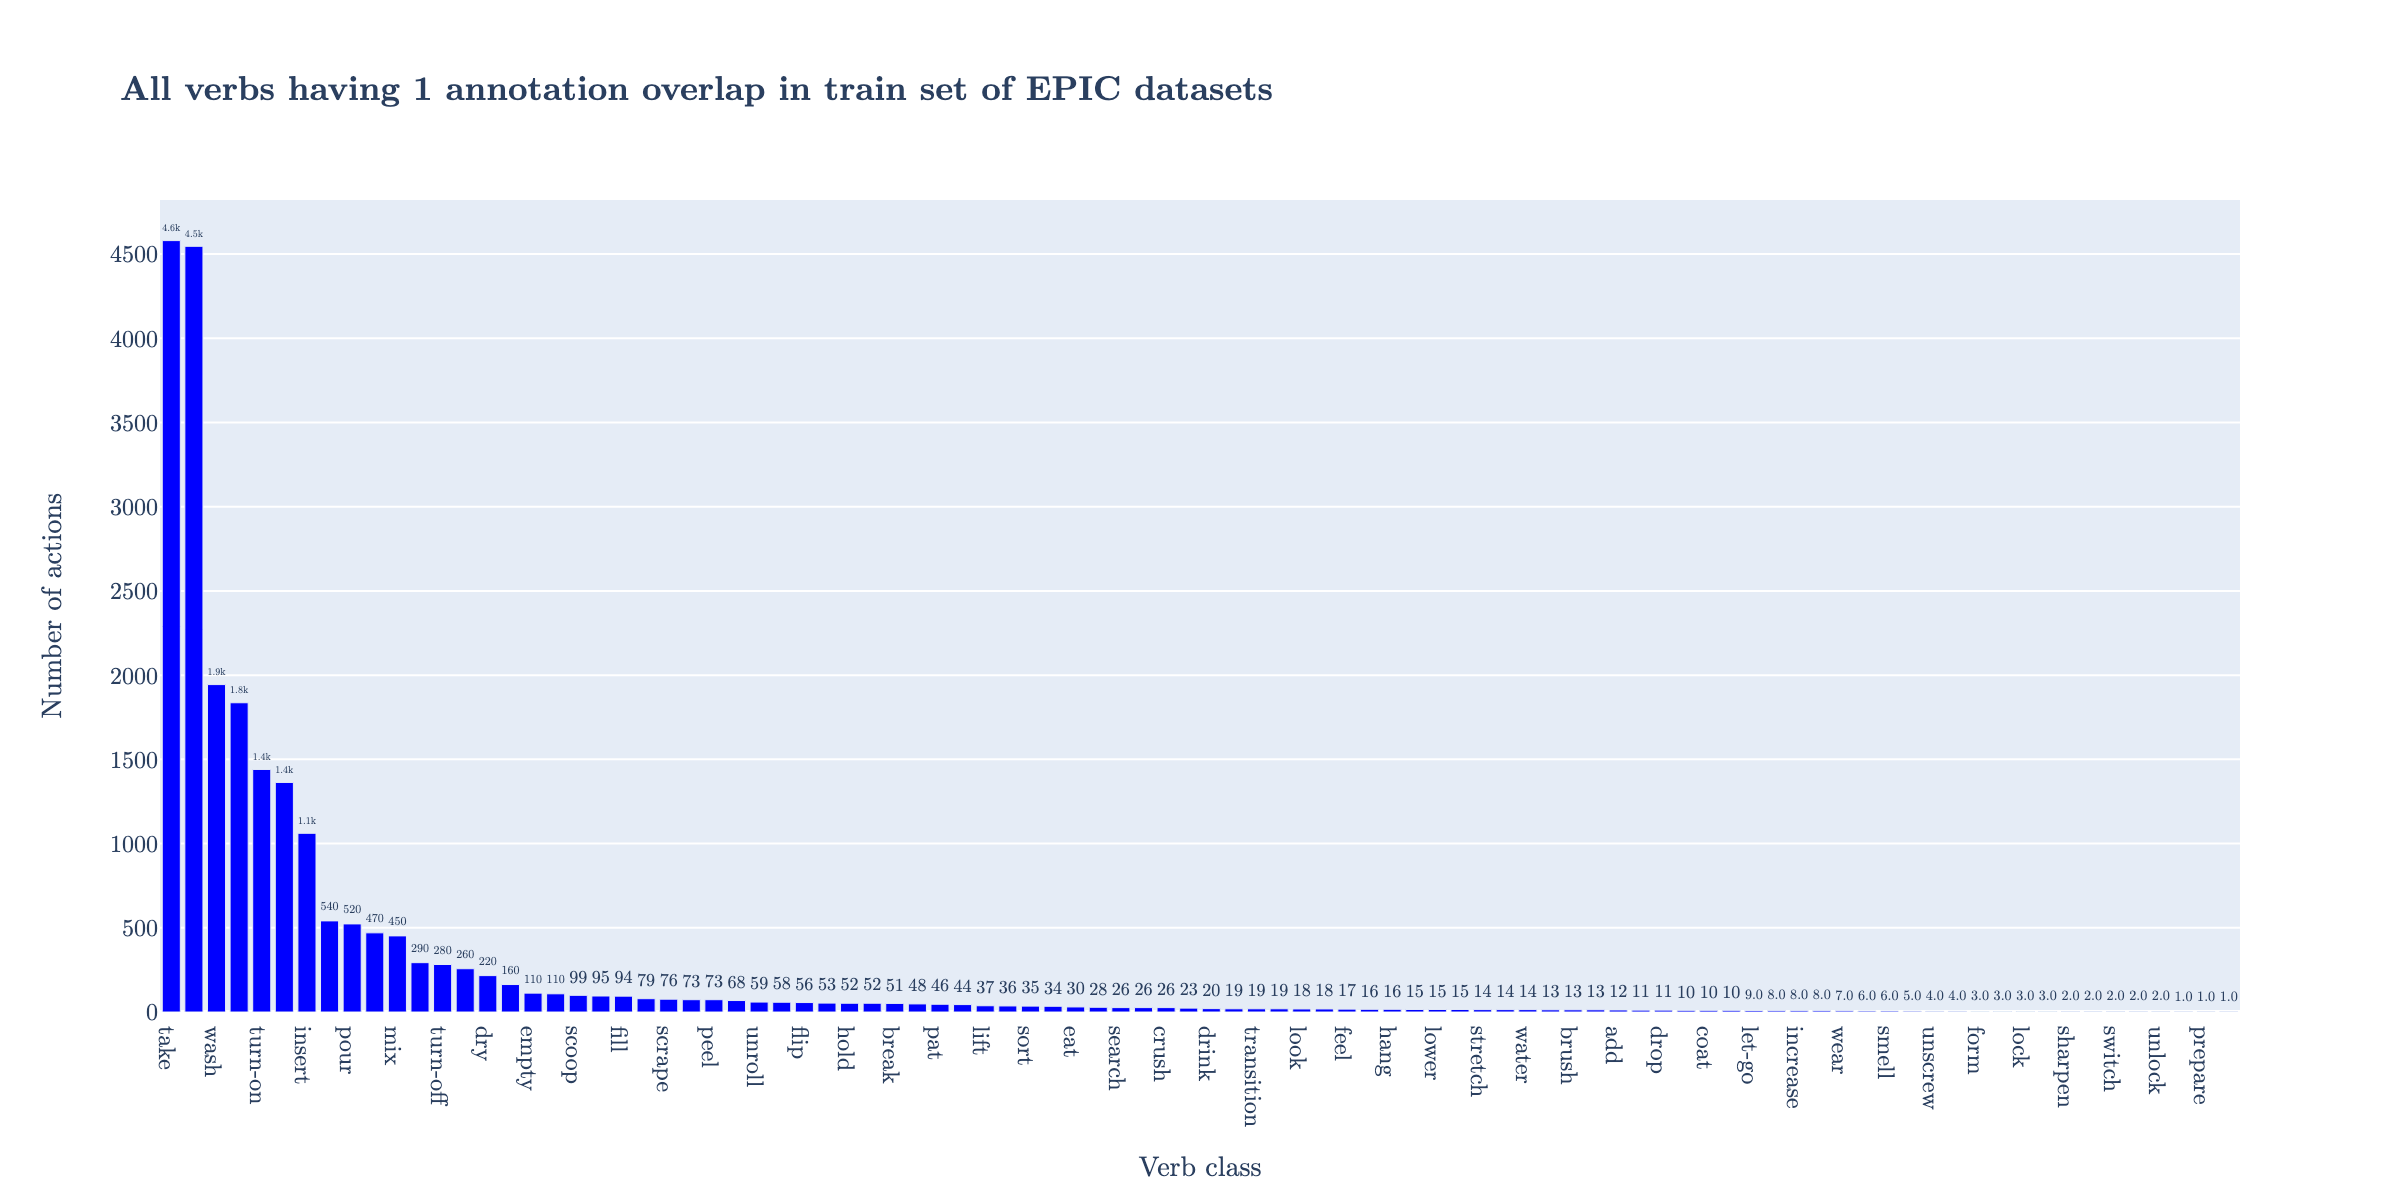 All verbs having 1 annotation overlap in train set of EPIC datasets
Number of actions
4500
4000
3500
3000
2500
2000
1500
1000
500
0
4.6k 4.5k 1.9k 1.8k 1.4k 1.4k 1.1k 540 520 470 450 290 280 260 220 160 110 110 99 95 94 79 76 73 73 68 59 58 56 53 52 52 51 48 46 44 37 36 35 34 30 28 26 26 26 23 20 19 19 19 18 18 17 16 16 15 15 15 14 14 14 13 13 13 12 11 11 10 10 10 9.0 8.0 8.0 8.0 7.0 6.0 6.0 5.0 4.0 4.0 3.0 3.0 3.0 3.0 2.0 2.0 2.0 2.0 2.0 1.0 1.0 1.0
take wash turn-on insert pour mix turn-off dry empty scoop fill scrape peel unroll flip hold break pat lift sort eat search crush drink transition look feel hang lower stretch water brush add drop coat let-go increase wear smell unscrew form lock sharpen switch unlock prepare
Verb class